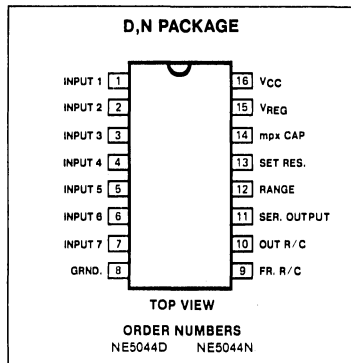 D,N PACKAGE
INPUT 1 1 16 VCC
INPUT 2 2 15 VREG
INPUT 3 3 14 mpx CAP
INPUT 4 4 13 SET RES.
INPUT 5 5 12 RANGE
INPUT 6 6 11 SER. OUTPUT
INPUT 7 7 10 OUT R/C
GRND. 8 9 FR. R/C
TOP VIEW
ORDER NUMBERS
NE5044D NE5044N